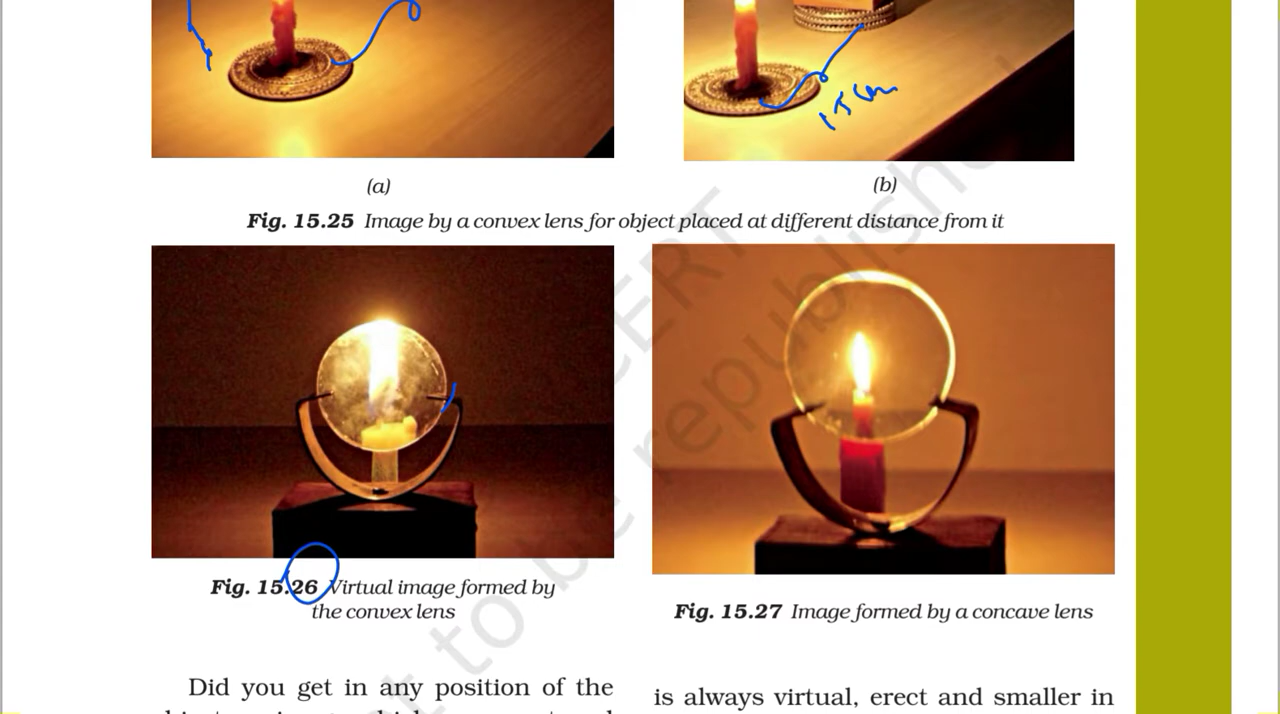 15 cm
(a)
(b)
Fig. 15.25 Image by a convex lens for object placed at different distance from it
Fig. 15.26 Virtual image formed by
the convex lens
Fig. 15.27 Image formed by a concave lens
Did you get in any position of the
is always virtual, erect and smaller in